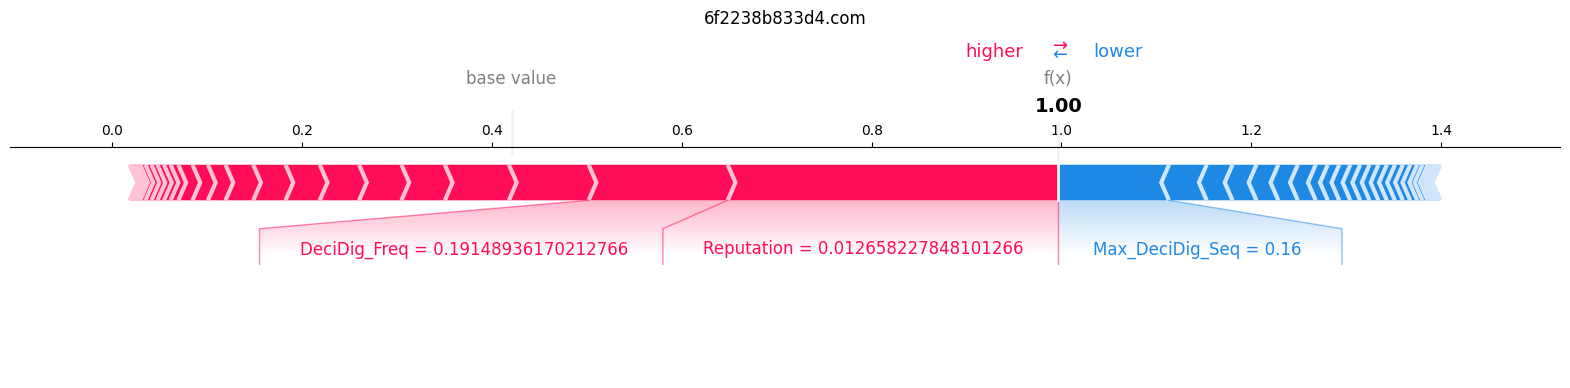 6f2238b833d4.com
higher → ← lower
base value f(x)
1.00
0.0 0.2 0.4 0.6 0.8 1.0 1.2 1.4
DeciDig_Freq = 0.19148936170212766 Reputation = 0.012658227848101266 Max_DeciDig_Seq = 0.16